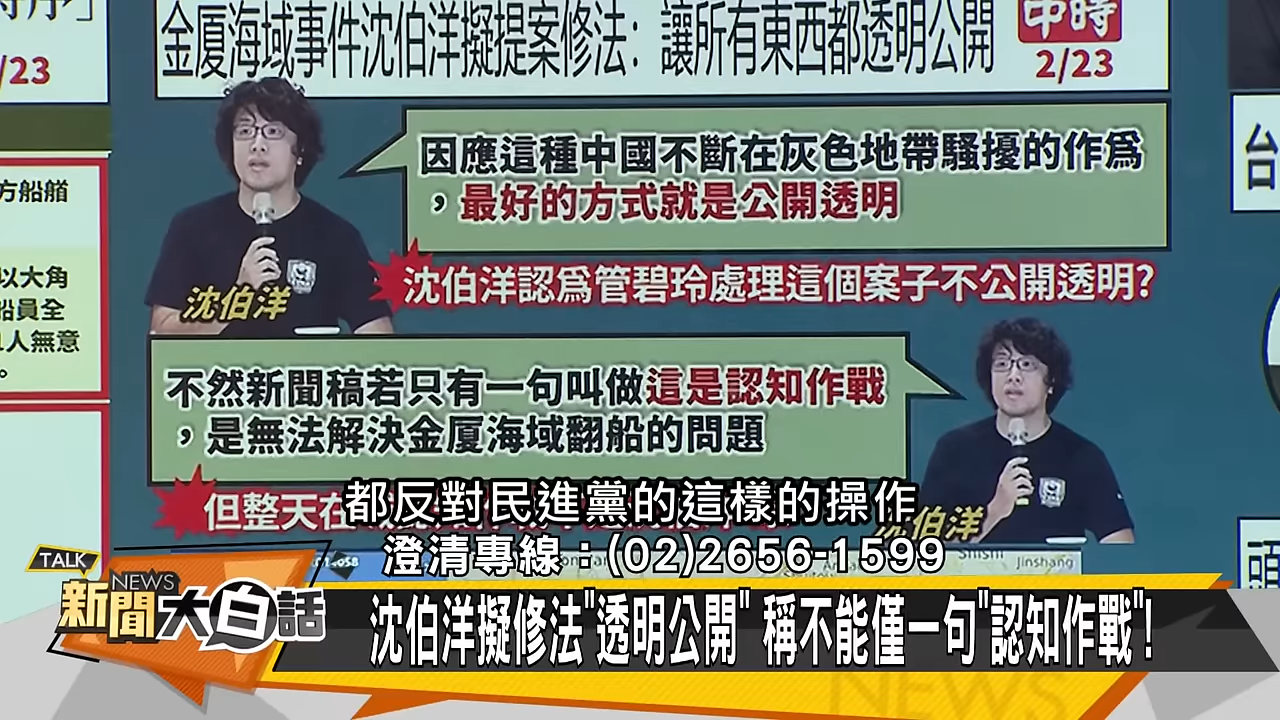 金厦海域事件沈伯洋擬提案修法：讓所有東西都透明公開
中時
2/23
/23
因應這種中國不斷在灰色地帶騷擾的作為
，最好的方式就是公開透明
沈伯洋
沈伯洋認為管碧玲處理這個案子不公開透明?
方船艏
以大角
船員全
人無意
。
台
不然新聞稿若只有一句叫做這是認知作戰
，是無法解決金厦海域翻船的問題
但整天在
沈伯洋
都反對民進黨的這樣的操作
澄清專線：(02)2656-1599
Shishi
Jinshang
頭
TALK
NEWS
新聞大白話
沈伯洋擬修法"透明公開" 稱不能僅一句"認知作戰"!
NEWS